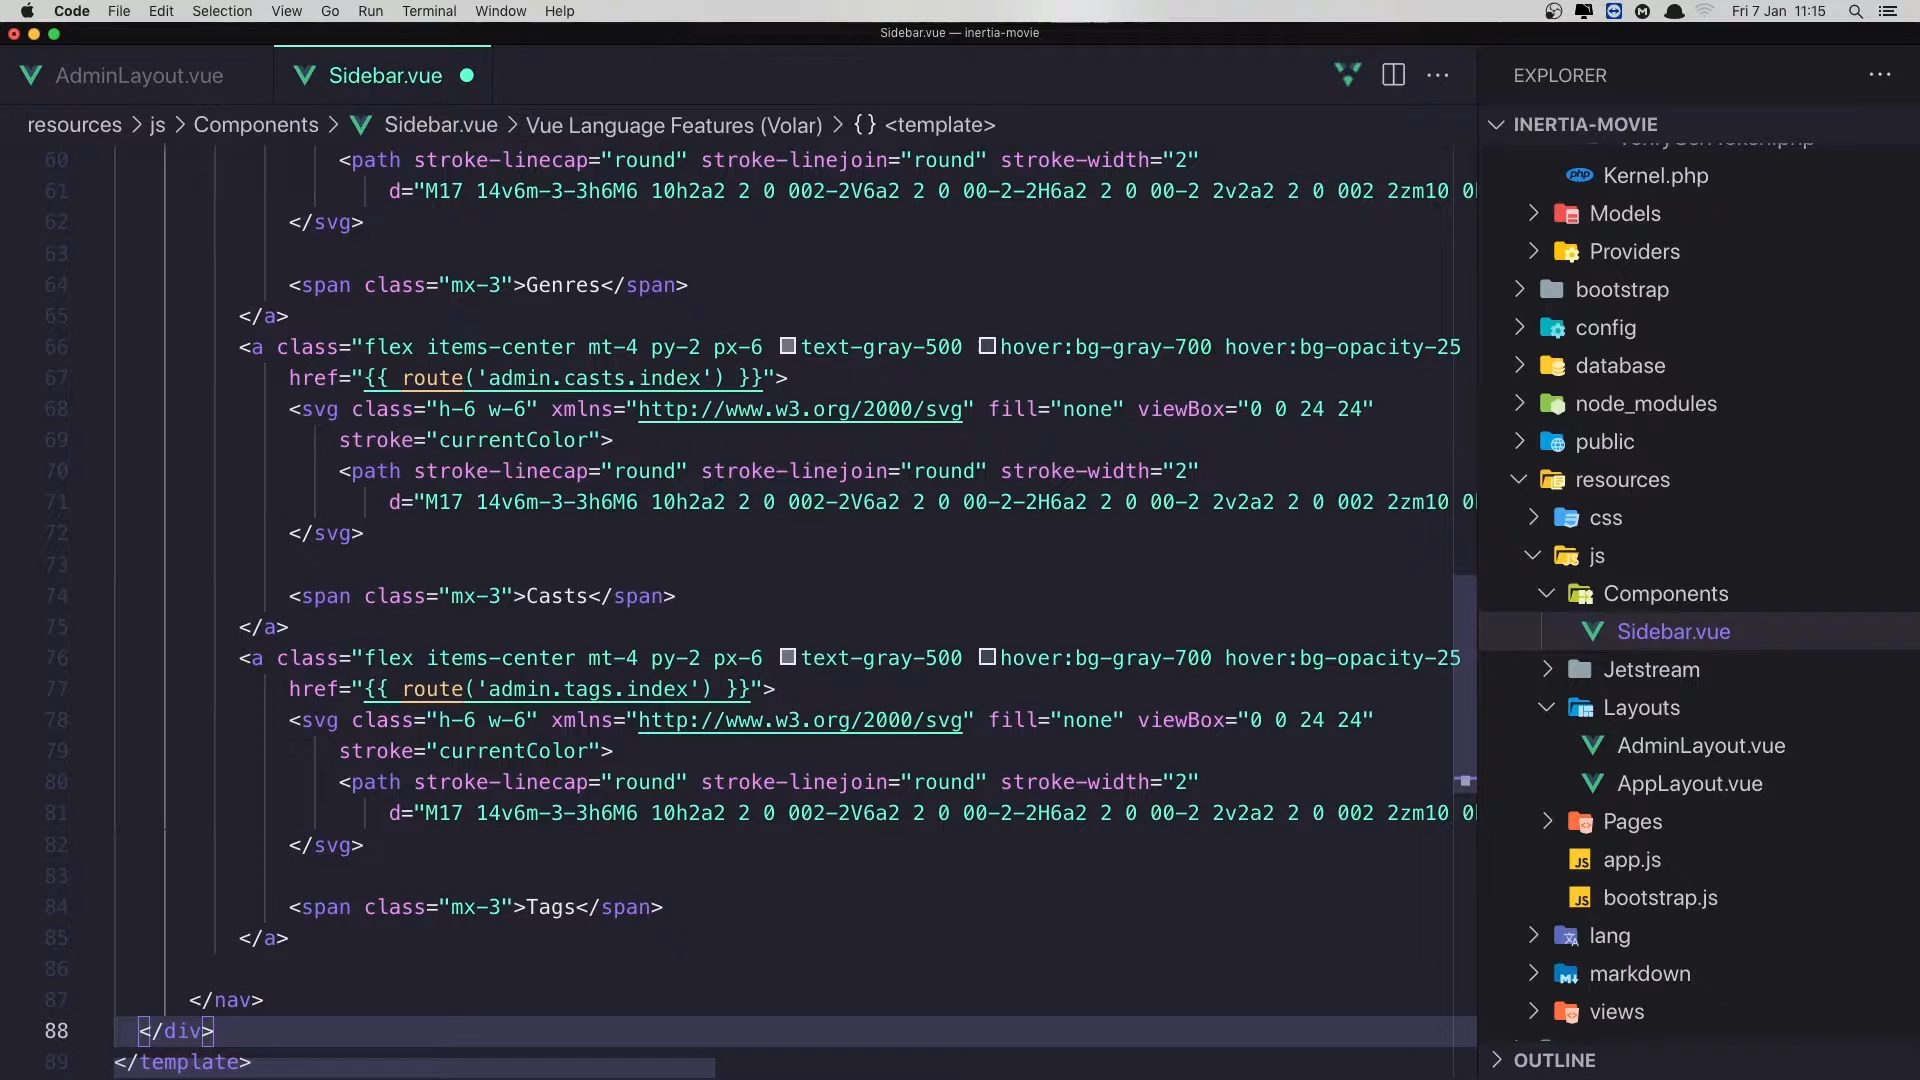 Code File Edit Selection View Go Run Terminal Window Help
Fri 7 Jan 11:15
Sidebar.vue — inertia-movie
AdminLayout.vue
Sidebar.vue
resources js Components Sidebar.vue Vue Language Features (Volar) {} <template>
60 <path stroke-linecap="round" stroke-linejoin="round" stroke-width="2"
61 d="M17 14v6m-3-3h6M6 10h2a2 2 0 002-2V6a2 2 0 00-2-2H6a2 2 0 00-2 2v2a2 2 0 002 2zm10 0
62 </svg>
63
64 <span class="mx-3">Genres</span>
65 </a>
66 <a class="flex items-center mt-4 py-2 px-6 text-gray-500 hover:bg-gray-700 hover:bg-opacity-25
67 href="{{ route('admin.casts.index') }}">
68 <svg class="h-6 w-6" xmlns="http://www.w3.org/2000/svg" fill="none" viewBox="0 0 24 24"
69 stroke="currentColor">
70 <path stroke-linecap="round" stroke-linejoin="round" stroke-width="2"
71 d="M17 14v6m-3-3h6M6 10h2a2 2 0 002-2V6a2 2 0 00-2-2H6a2 2 0 00-2 2v2a2 2 0 002 2zm10 0
72 </svg>
73
74 <span class="mx-3">Casts</span>
75 </a>
76 <a class="flex items-center mt-4 py-2 px-6 text-gray-500 hover:bg-gray-700 hover:bg-opacity-25
77 href="{{ route('admin.tags.index') }}">
78 <svg class="h-6 w-6" xmlns="http://www.w3.org/2000/svg" fill="none" viewBox="0 0 24 24"
79 stroke="currentColor">
80 <path stroke-linecap="round" stroke-linejoin="round" stroke-width="2"
81 d="M17 14v6m-3-3h6M6 10h2a2 2 0 002-2V6a2 2 0 00-2-2H6a2 2 0 00-2 2v2a2 2 0 002 2zm10 0
82 </svg>
83
84 <span class="mx-3">Tags</span>
85 </a>
86
87 </nav>
88 </div>
89 </template>
EXPLORER
INERTIA-MOVIE
Kernel.php
Models
Providers
bootstrap
config
database
node_modules
public
resources
css
js
Components
Sidebar.vue
Jetstream
Layouts
AdminLayout.vue
AppLayout.vue
Pages
app.js
bootstrap.js
lang
markdown
views
OUTLINE